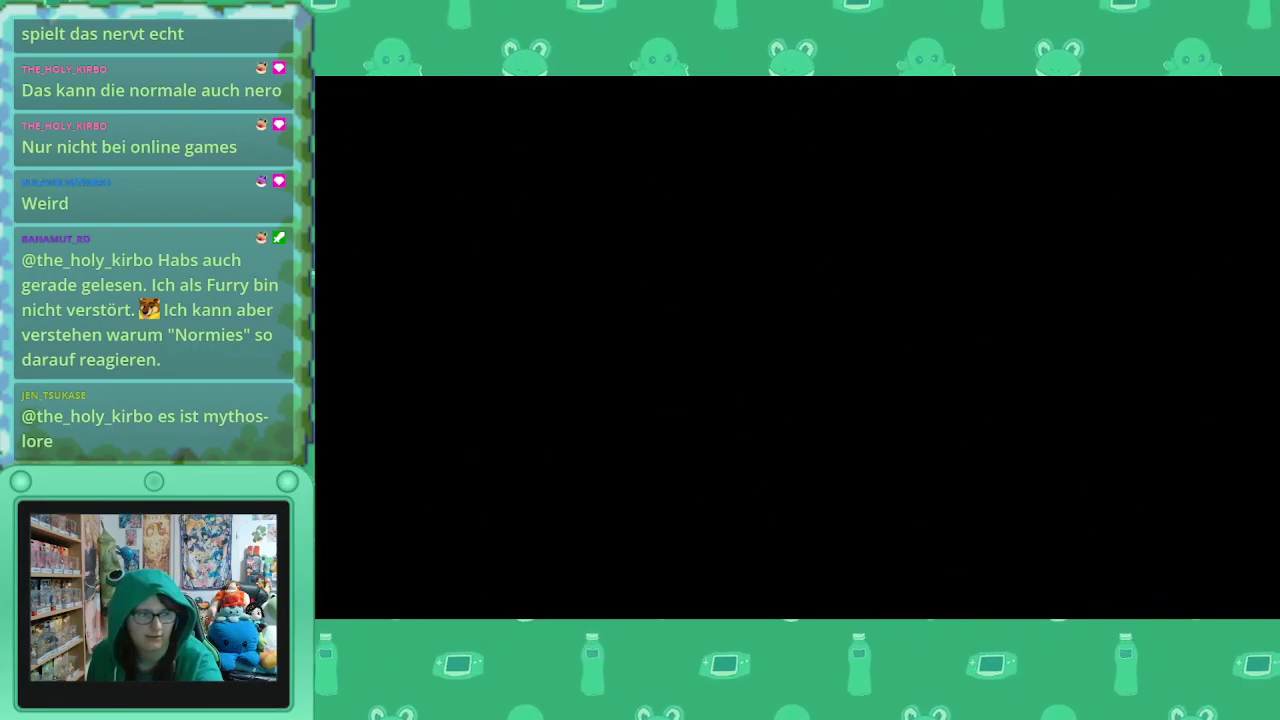 spielt das nervt echt
THE_HOLY_KIRBO
Das kann die normale auch nero
THE_HOLY_KIRBO
Nur nicht bei online games
Weird
BAHAMUT_RD
@the_holy_kirbo Habs auch
gerade gelesen. Ich als Furry bin
nicht verstört. Ich kann aber
verstehen warum "Normies" so
darauf reagieren.
JEN_TSUKASE
@the_holy_kirbo es ist mythos-
lore